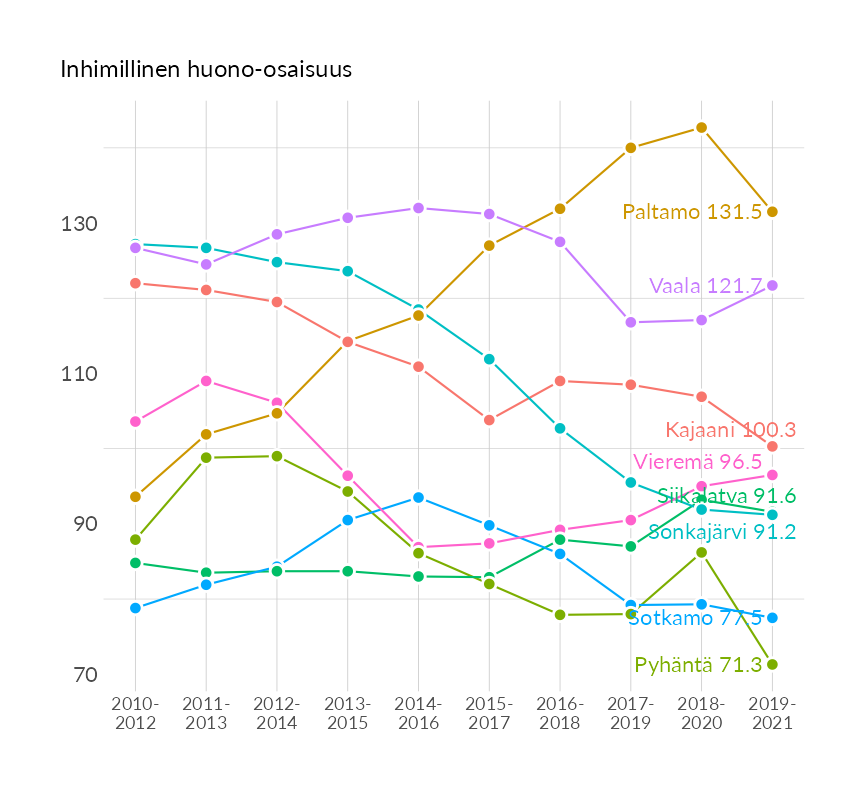 Inhimillinen huono-osaisuus
130
110
90
70
Paltamo 131.5
Vaala 121.7
Kajaani 100.3
Vieremä 96.5
Siikalatva 91.6
Sonkajärvi 91.2
Sotkamo 77.5
Pyhäntä 71.3
2010- 2011- 2012- 2013- 2014- 2015- 2016- 2017- 2018- 2019-
2012 2013 2014 2015 2016 2017 2018 2019 2020 2021